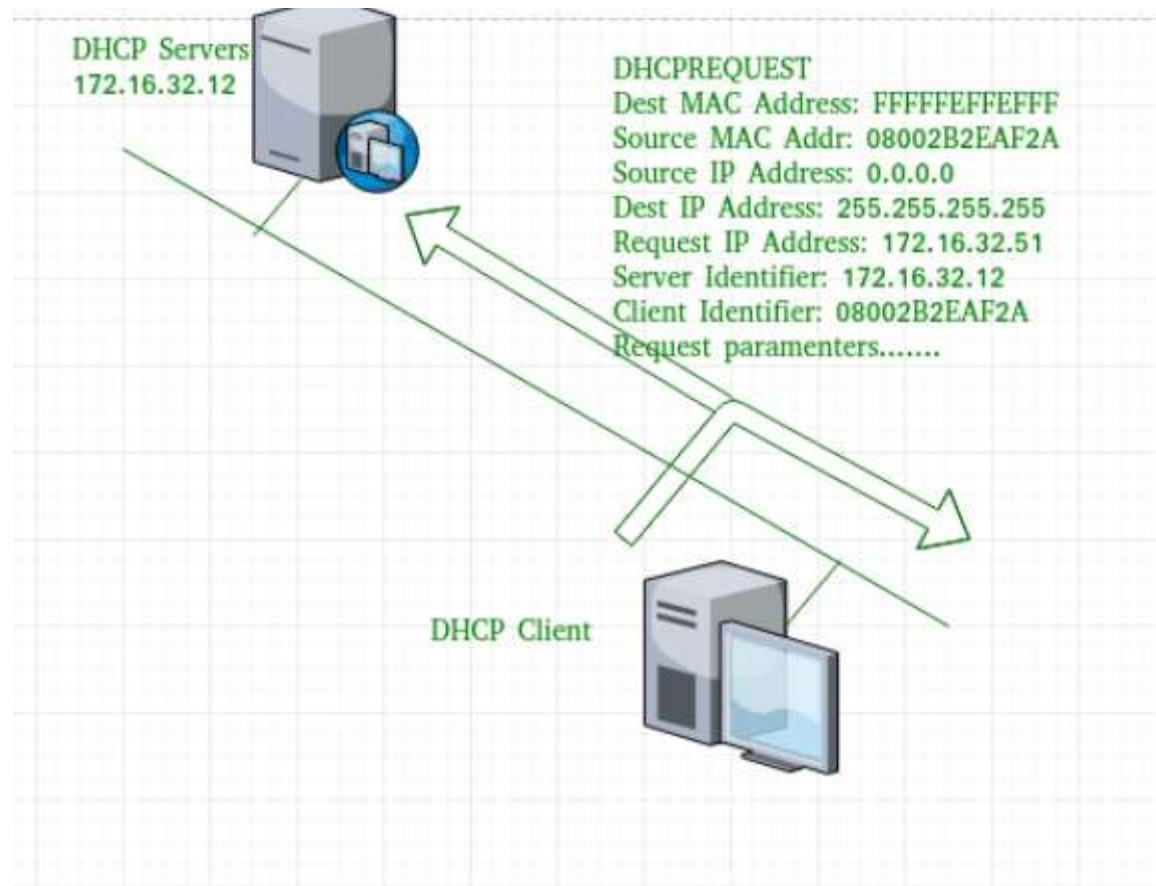 DHCP Servers
172.16.32.12
DHCPREQUEST
Dest MAC Address: FFFFFEFFEFFF
Source MAC Addr: 08002B2EAF2A
Source IP Address: 0.0.0.0
Dest IP Address: 255.255.255.255
Request IP Address: 172.16.32.51
Server Identifier: 172.16.32.12
Client Identifier: 08002B2EAF2A
Request paramenters.......
DHCP Client